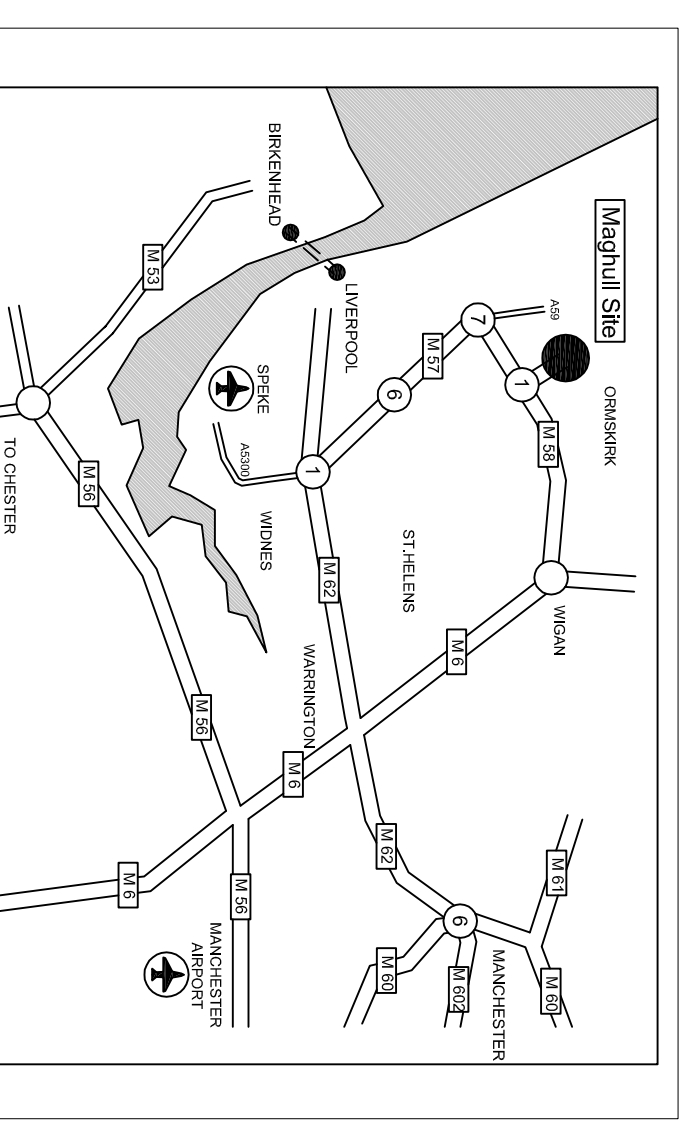 Maghull Site
ORMSKIRK
WIGAN
M 61
A59
M 60
M 58
1
MANCHESTER
7
6
M 602
M 6
M 57
ST.HELENS
6
M 60
M 62
LIVERPOOL
M 62
1
WARRINGTON
M 6
BIRKENHEAD
WIDNES
SPEKE
A5300
M 56
MANCHESTER
AIRPORT
M 56
M 53
M 6
M 56
TO CHESTER